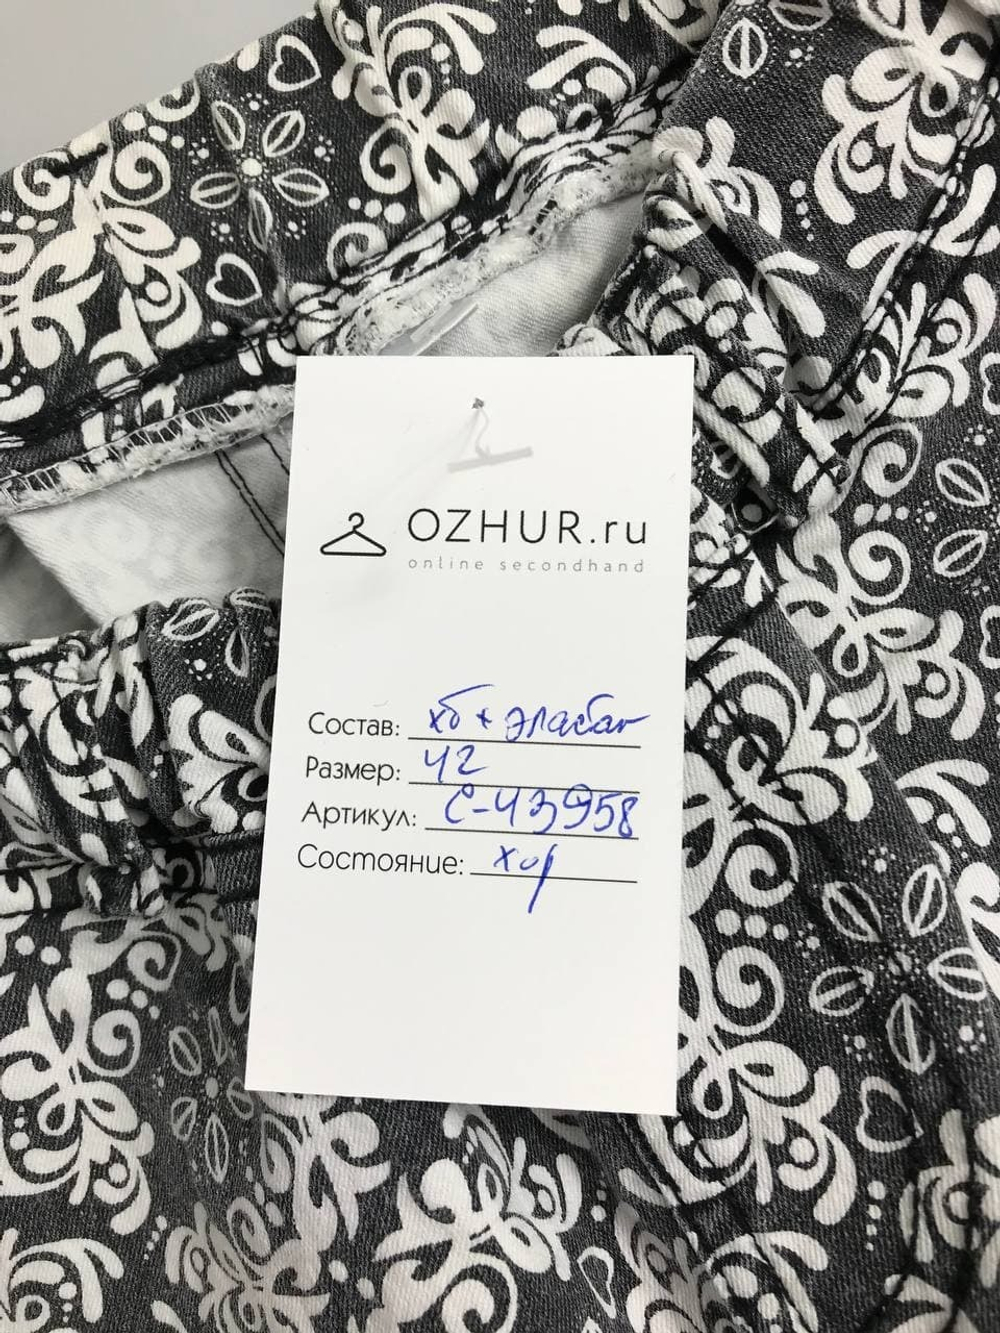 OZHUR.ru
online secondhand
Состав: хб + эластан
Размер: 42
Артикул: С-43958
Состояние: хор